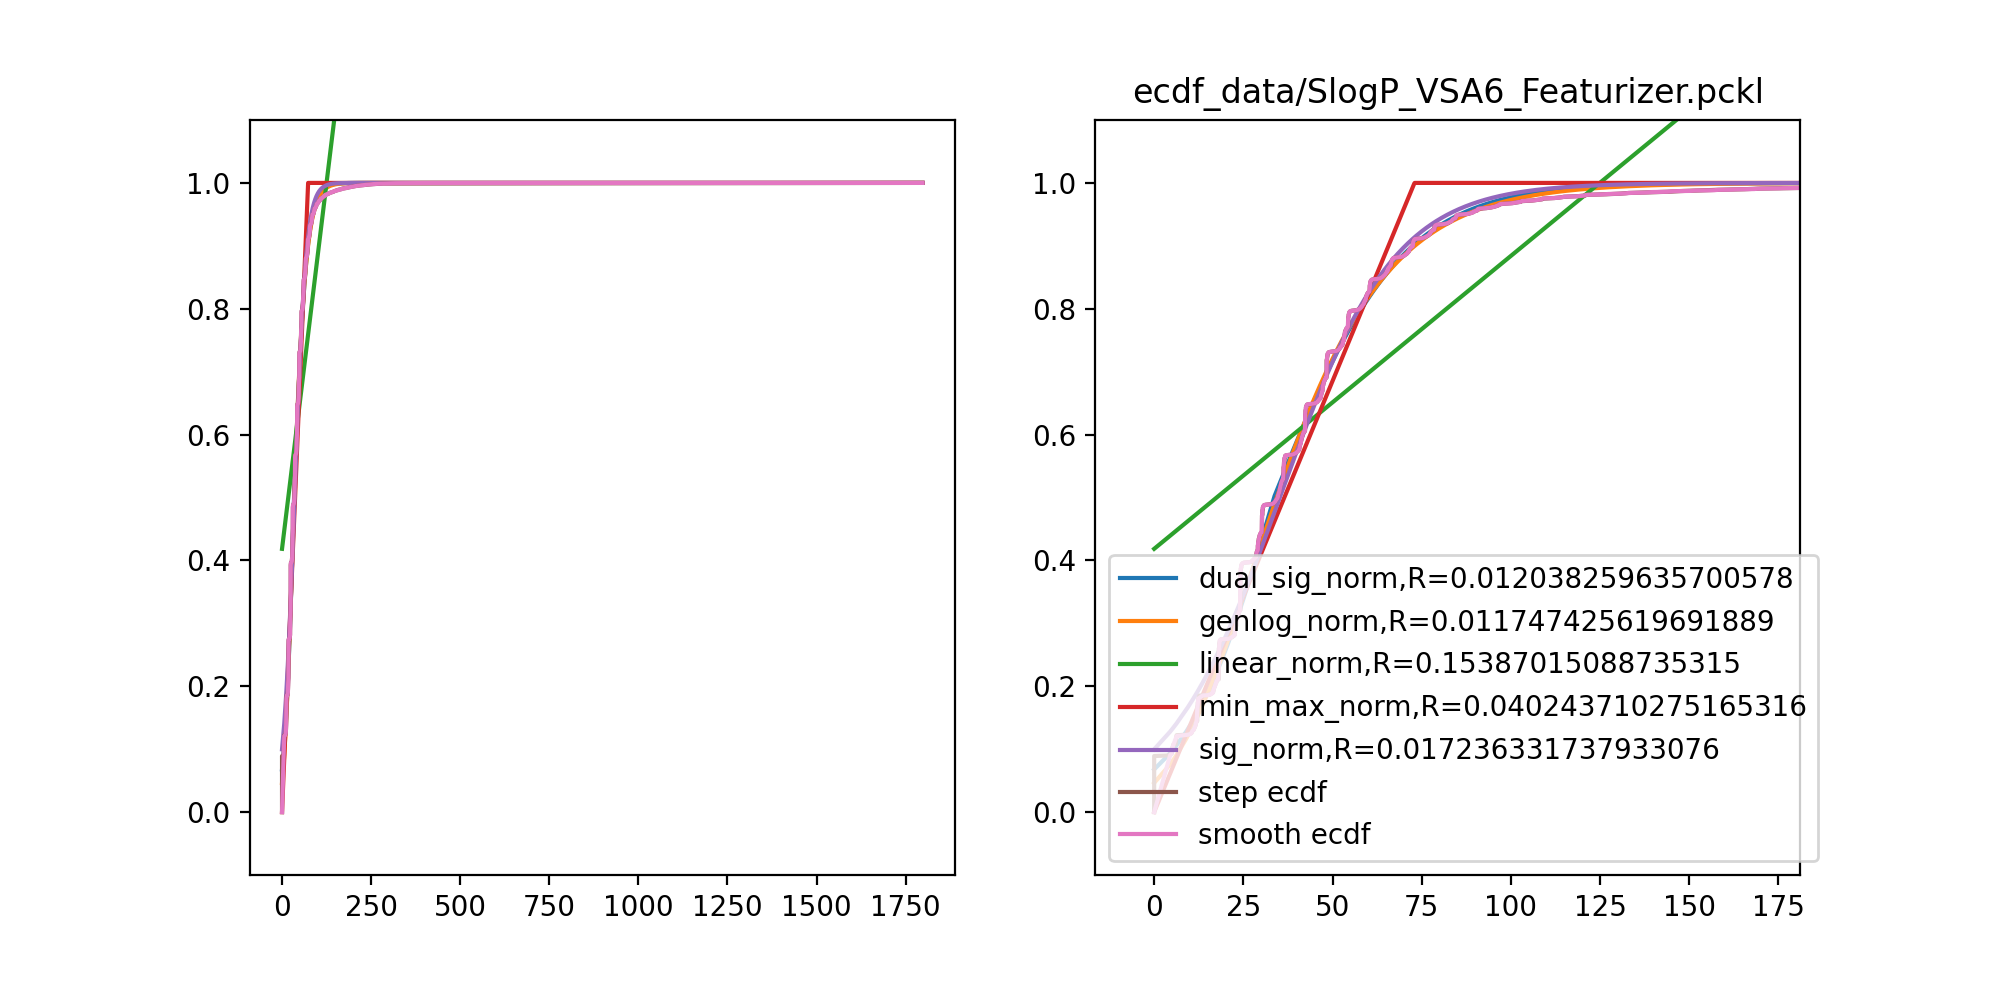 ecdf_data/SlogP_VSA6_Featurizer.pckl
1.0
0.8
0.6
0.4
0.2
0.0
0 250 500 750 1000 1250 1500 1750
1.0
0.8
0.6
0.4
0.2
0.0
0 25 50 75 100 125 150 175
dual_sig_norm,R=0.012038259635700578
genlog_norm,R=0.011747425619691889
linear_norm,R=0.15387015088735315
min_max_norm,R=0.040243710275165316
sig_norm,R=0.017236331737933076
step ecdf
smooth ecdf